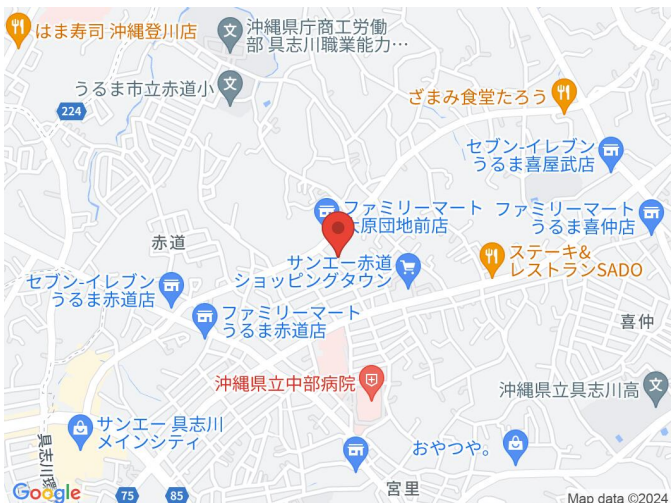 はま寿司 沖縄登川店
沖縄県庁商工労働
部 具志川職業能力…
うるま市立赤道小
224
ざまみ食堂たろう
セブン-イレブン
うるま喜屋武店
ファミリーマート
大原団地前店
ファミリーマート
うるま喜仲店
赤道
サンエー赤道
ショッピングタウン
ステーキ&
レストランSADO
セブン-イレブン
うるま赤道店
ファミリーマート
うるま赤道店
喜仲
沖縄県立中部病院
沖縄県立具志川高
サンエー 具志川
メインシティ
おやつや。
具志川環
宮里
Google
75
85
Map data ©2024